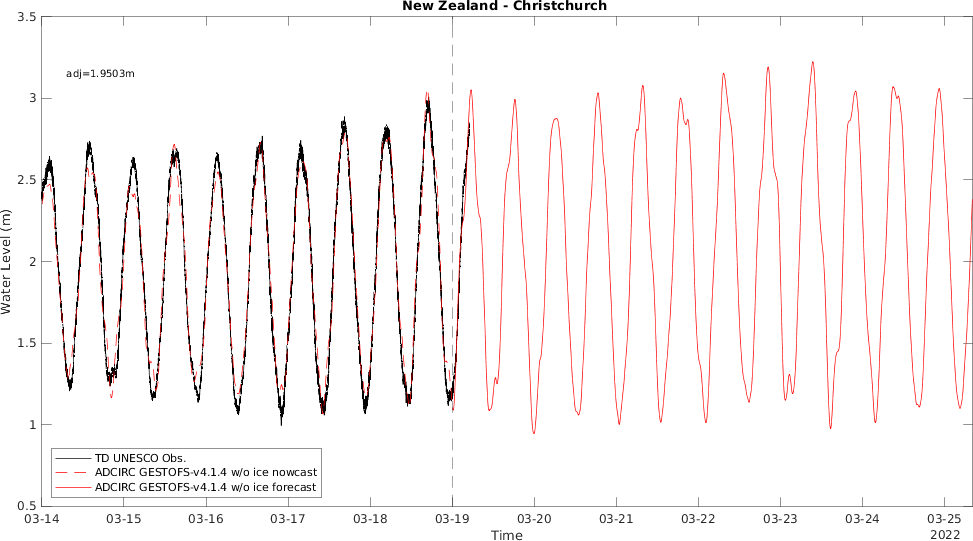 New Zealand - Christchurch
3.5
3
2.5
2
1.5
1
0.5
Water Level (m)
adj=1.9503m
TD UNESCO Obs.
ADCIRC GESTOFS-v4.1.4 w/o ice nowcast
ADCIRC GESTOFS-v4.1.4 w/o ice forecast
03-14 03-15 03-16 03-17 03-18 03-19 03-20 03-21 03-22 03-23 03-24 03-25
Time
2022